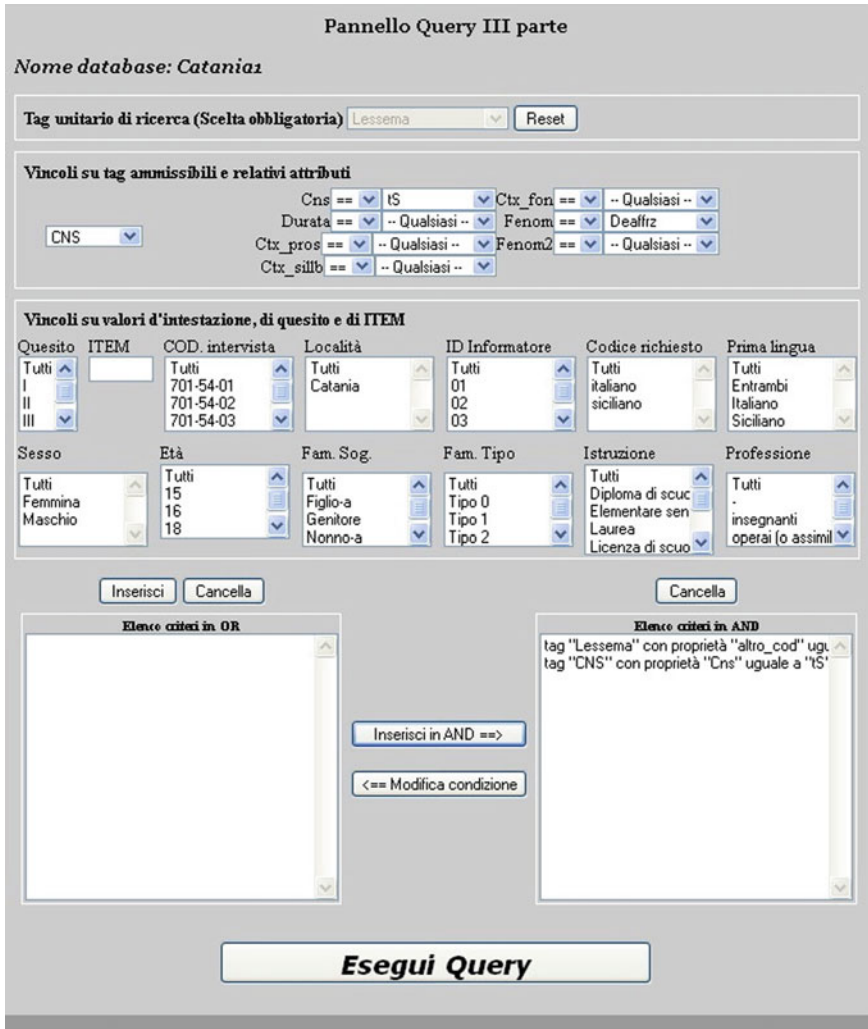 Pannello Query III parte
Nome database: Catania1
Tag unitario di ricerca (Scelta obbligatoria) Lessema Reset
Vincoli su tag ammissibili e relativi attributi
CNS
Cns == tS Ctx_fon == -- Qualsiasi --
Durata == -- Qualsiasi -- Fenom == Deaffrz
Ctx_pros == -- Qualsiasi -- Fenom2 == -- Qualsiasi --
Ctx_sillb == -- Qualsiasi --
Vincoli su valori d'intestazione, di quesito e di ITEM
Quesito ITEM COD. intervista Località ID Informatore Codice richiesto Prima lingua
Tutti Tutti Tutti Tutti Tutti Tutti
I 701-54-01 Catania 01 italiano Entrambi
II 701-54-02 02 siciliano Italiano
III 701-54-03 03 Siciliano
Sesso Età Fam. Sog. Fam. Tipo Istruzione Professione
Tutti Tutti Tutti Tutti Tutti Tutti
Femmina 15 Figlio-a Tipo 0 Diploma di scuc -
Maschio 16 Genitore Tipo 1 Elementare sen insegnanti
18 Nonno-a Tipo 2 Laurea operai (o assimil
Licenza di scuo
Inserisci Cancella Cancella
Elenco criteri in OR Elenco criteri in AND
tag "Lessema" con proprietà "altro_cod" ugu
tag "CNS" con proprietà "Cns" uguale a "tS"
Inserisci in AND ==>
<== Modifica condizione
Esegui Query